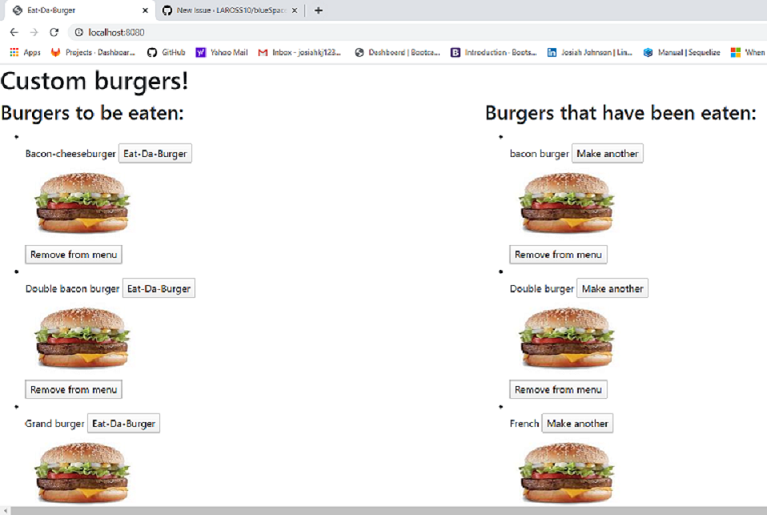 Eat-Da-Burger
New Issue · LAROSS10/blueSpac
localhost:8080
Apps Projects · Dashboar... GitHub Yahoo Mail Inbox - josiahkj123... Dashboard | Bootca... Introduction · Boots... Josiah Johnson | Lin... Manual | Sequelize When
Custom burgers!
Burgers to be eaten:
Bacon-cheeseburger Eat-Da-Burger
Remove from menu
Double bacon burger Eat-Da-Burger
Remove from menu
Grand burger Eat-Da-Burger
Burgers that have been eaten:
bacon burger Make another
Remove from menu
Double burger Make another
Remove from menu
French Make another